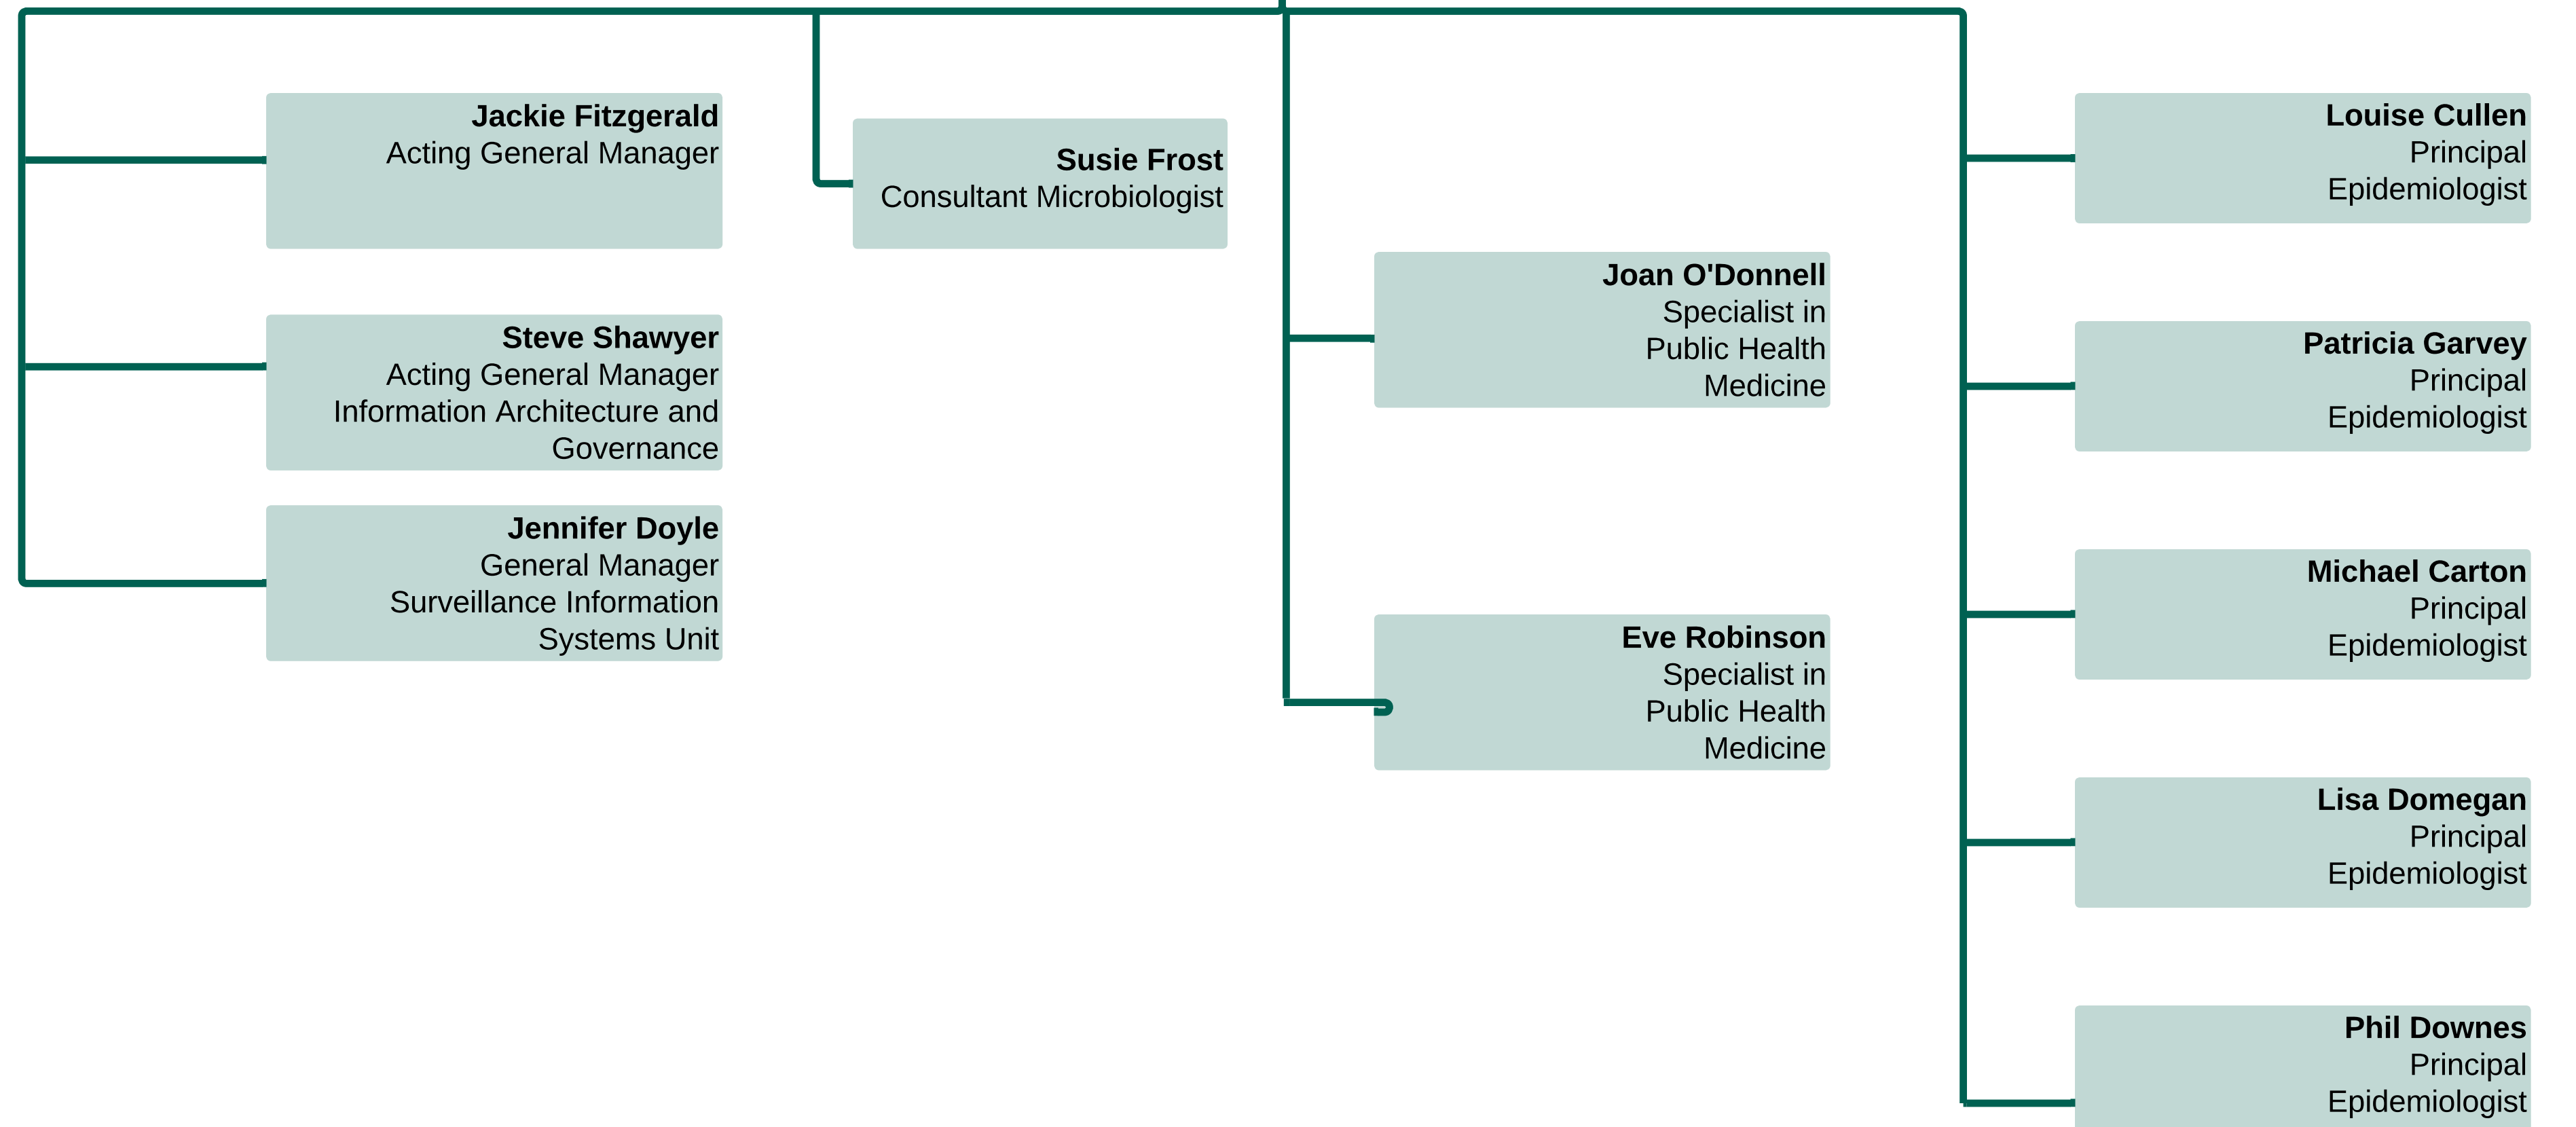 Jackie Fitzgerald
Acting General Manager
Steve Shawyer
Acting General Manager
Information Architecture and
Governance
Jennifer Doyle
General Manager
Surveillance Information
Systems Unit
Susie Frost
Consultant Microbiologist
Joan O'Donnell
Specialist in
Public Health
Medicine
Eve Robinson
Specialist in
Public Health
Medicine
Louise Cullen
Principal
Epidemiologist
Patricia Garvey
Principal
Epidemiologist
Michael Carton
Principal
Epidemiologist
Lisa Domegan
Principal
Epidemiologist
Phil Downes
Principal
Epidemiologist